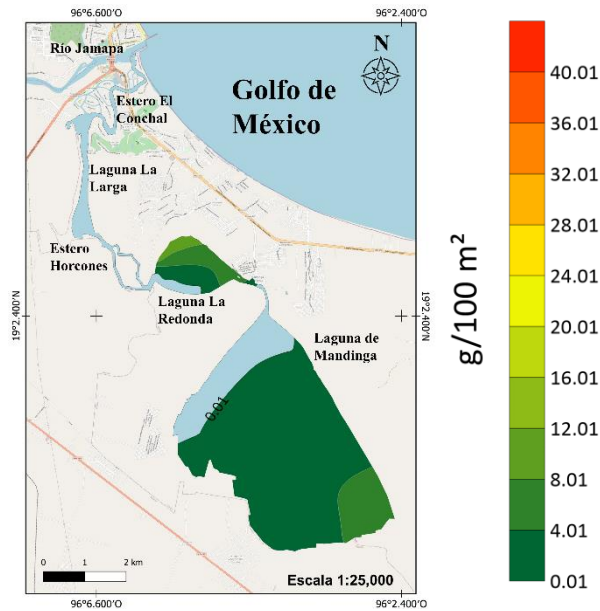 96°6.600'O
96°2.400'O
Río Jamapa
N
Estero El
Conchal
Golfo de
México
Laguna La
Larga
Estero
Horcones
Laguna La
Redonda
19°2.400'N
19°2.400'N
Laguna de
Mandinga
0.01
0 1 2 km
Escala 1:25,000
96°6.600'O
96°2.400'O
g/100 m²
40.01
36.01
32.01
28.01
24.01
20.01
16.01
12.01
8.01
4.01
0.01